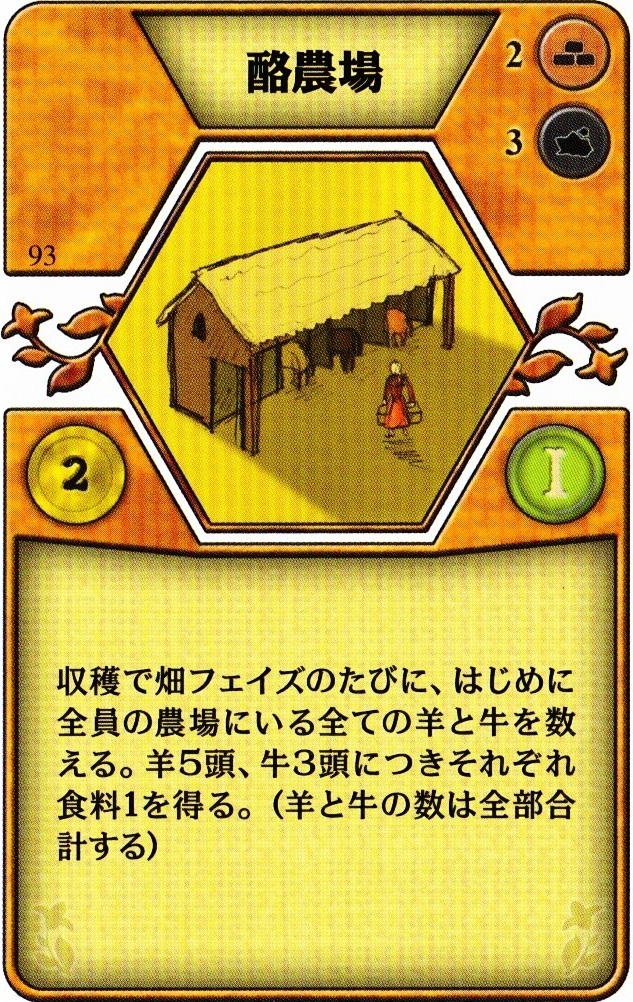 酪農場
2
3
93
2
I
収穫で畑フェイズのたびに、はじめに
全員の農場にいる全ての羊と牛を数
える。羊5頭、牛3頭につきそれぞれ
食料1を得る。(羊と牛の数は全部合
計する)